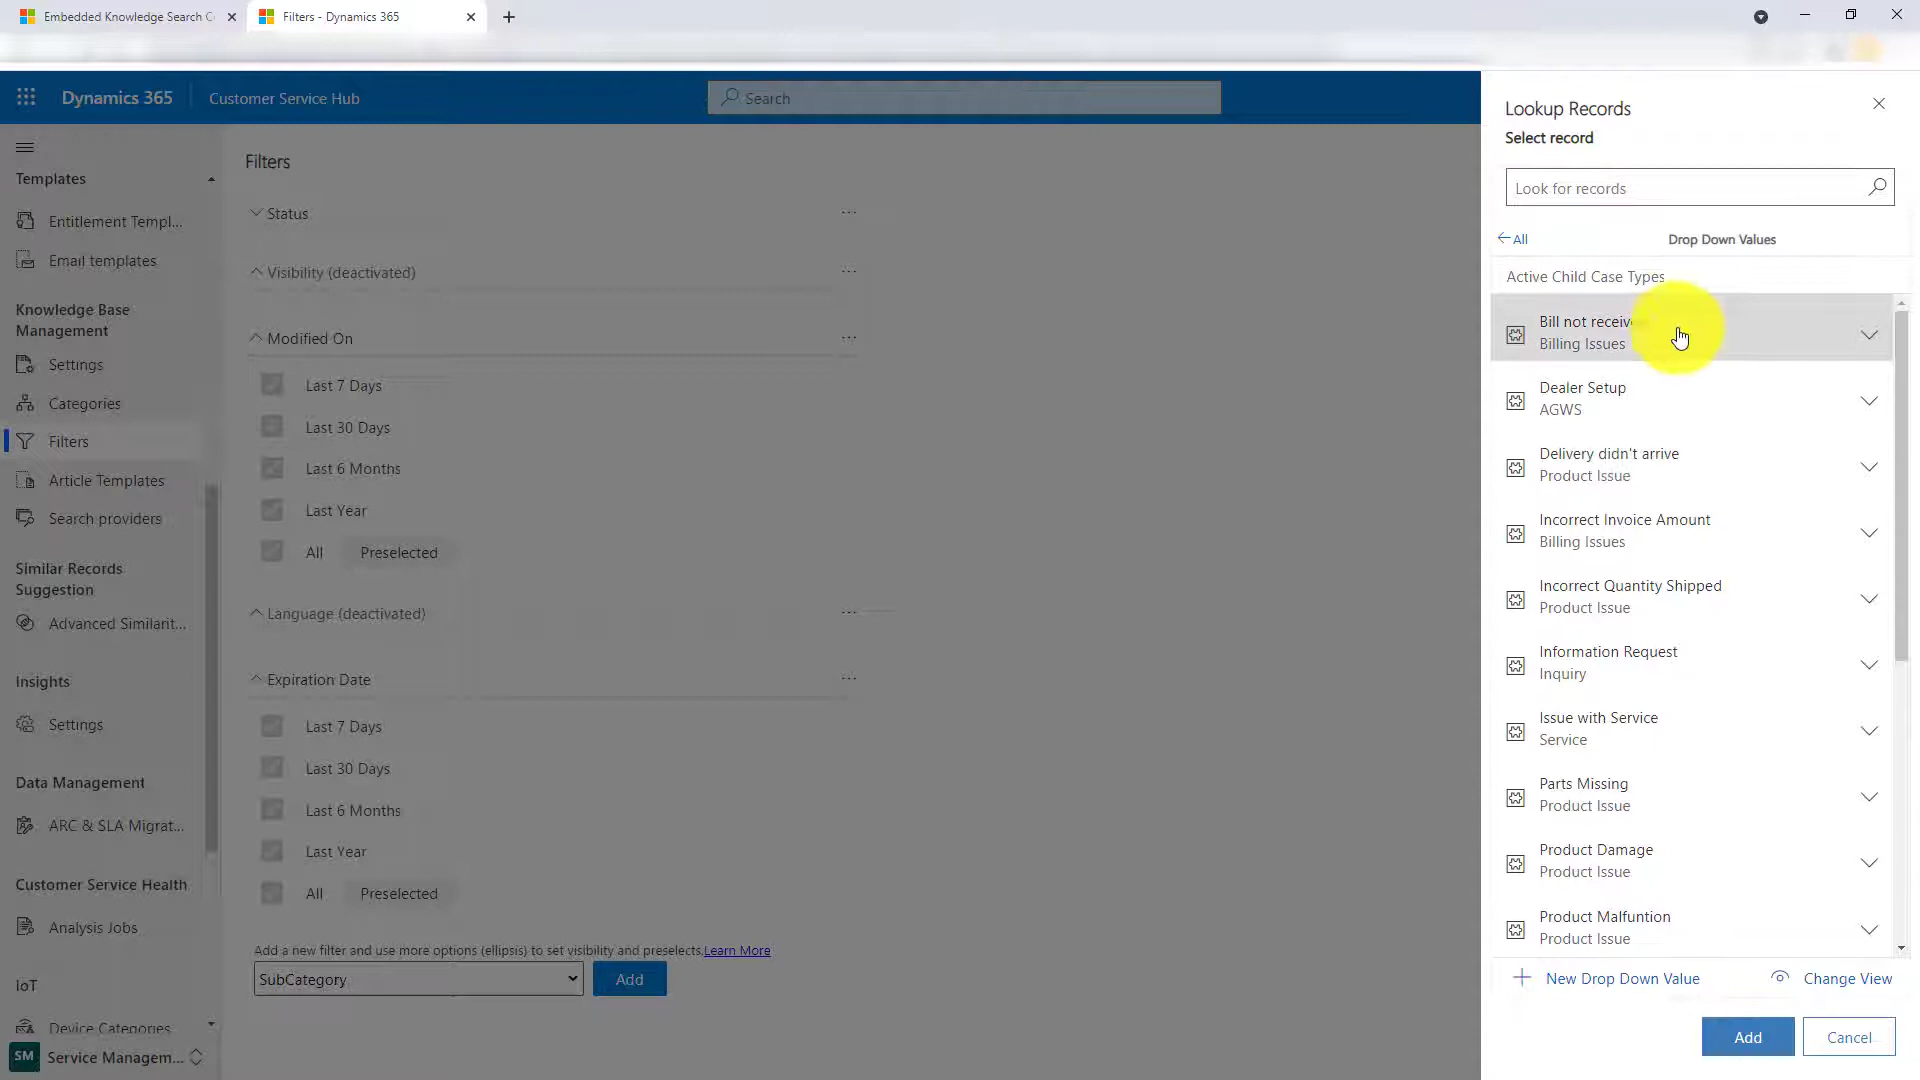 Embedded Knowledge Search C
Filters - Dynamics 365
Dynamics 365
Customer Service Hub
Search
Templates
Entitlement Templ...
Email templates
Knowledge Base
Management
Settings
Categories
Filters
Article Templates
Search providers
Similar Records
Suggestion
Advanced Similarit...
Insights
Settings
Data Management
ARC & SLA Migrat...
Customer Service Health
Analysis Jobs
IoT
Device Categories
SM Service Managem...
Filters
Status
Visibility (deactivated)
Modified On
Last 7 Days
Last 30 Days
Last 6 Months
Last Year
All Preselected
Language (deactivated)
Expiration Date
Last 7 Days
Last 30 Days
Last 6 Months
Last Year
All Preselected
Add a new filter and use more options (ellipsis) to set visibility and preselects.Learn More
SubCategory Add
Lookup Records
Select record
Look for records
All Drop Down Values
Active Child Case Types
Bill not receiv
Billing Issues
Dealer Setup
AGWS
Delivery didn't arrive
Product Issue
Incorrect Invoice Amount
Billing Issues
Incorrect Quantity Shipped
Product Issue
Information Request
Inquiry
Issue with Service
Service
Parts Missing
Product Issue
Product Damage
Product Issue
Product Malfuntion
Product Issue
New Drop Down Value Change View
Add Cancel